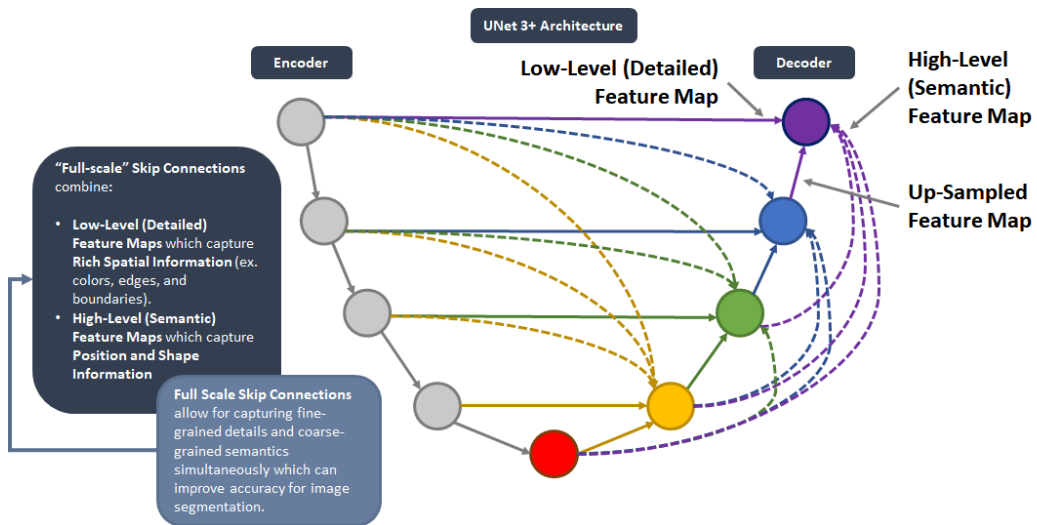 UNet 3+ Architecture
Encoder
Decoder
Low-Level (Detailed)
Feature Map
High-Level
(Semantic)
Feature Map
Up-Sampled
Feature Map
“Full-scale” Skip Connections
combine:
• Low-Level (Detailed)
Feature Maps which capture
Rich Spatial Information (ex.
colors, edges, and
boundaries).
• High-Level (Semantic)
Feature Maps which capture
Position and Shape
Information
Full Scale Skip Connections
allow for capturing fine-
grained details and coarse-
grained semantics
simultaneously which can
improve accuracy for image
segmentation.